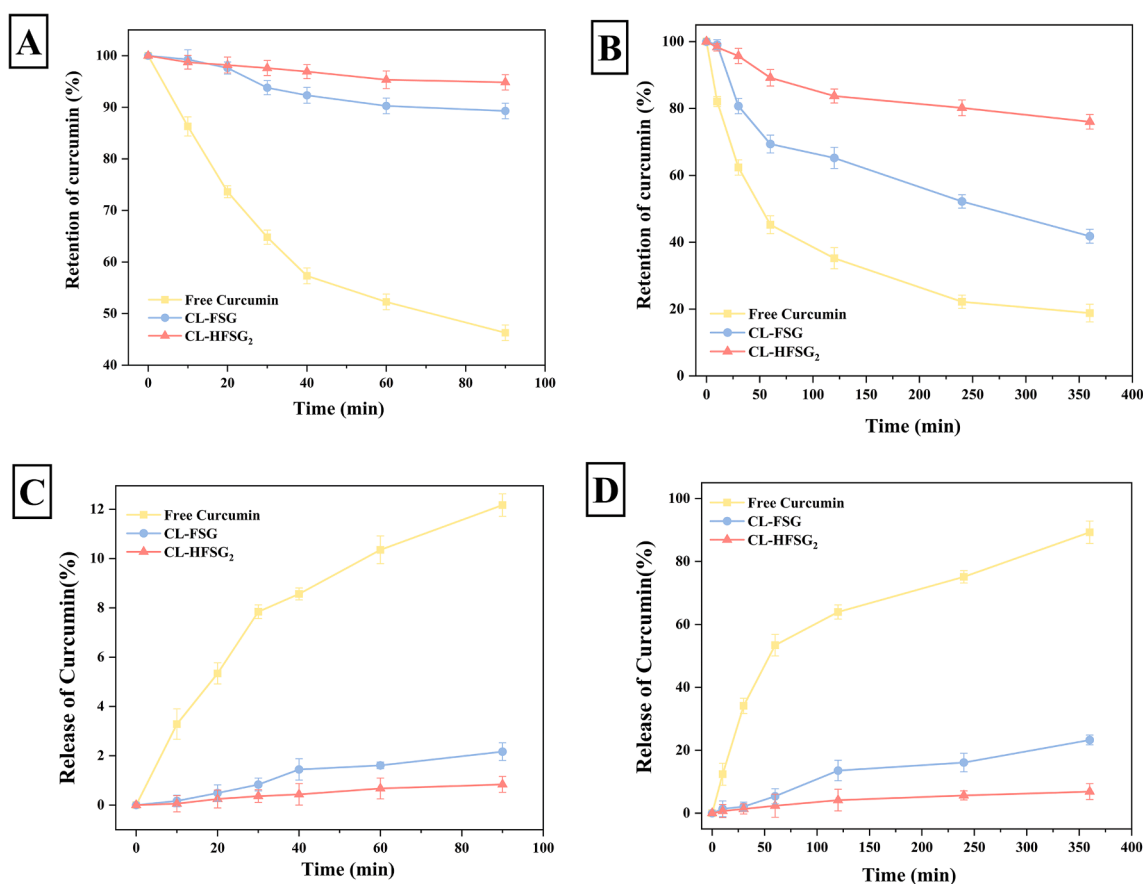 A
Retention of curcumin (%)
100
90
80
70
60
50
40
Free Curcumin
CL-FSG
CL-HFSG₂
0 20 40 60 80 100
Time (min)
B
Retention of curcumin (%)
100
80
60
40
20
0
Free Curcumin
CL-FSG
CL-HFSG₂
0 50 100 150 200 250 300 350 400
Time (min)
C
Release of Curcumin(%)
12
10
8
6
4
2
0
Free Curcumin
CL-FSG
CL-HFSG₂
0 20 40 60 80 100
Time (min)
D
Release of Curcumin(%)
100
80
60
40
20
0
Free Curcumin
CL-FSG
CL-HFSG₂
0 50 100 150 200 250 300 350 400
Time (min)